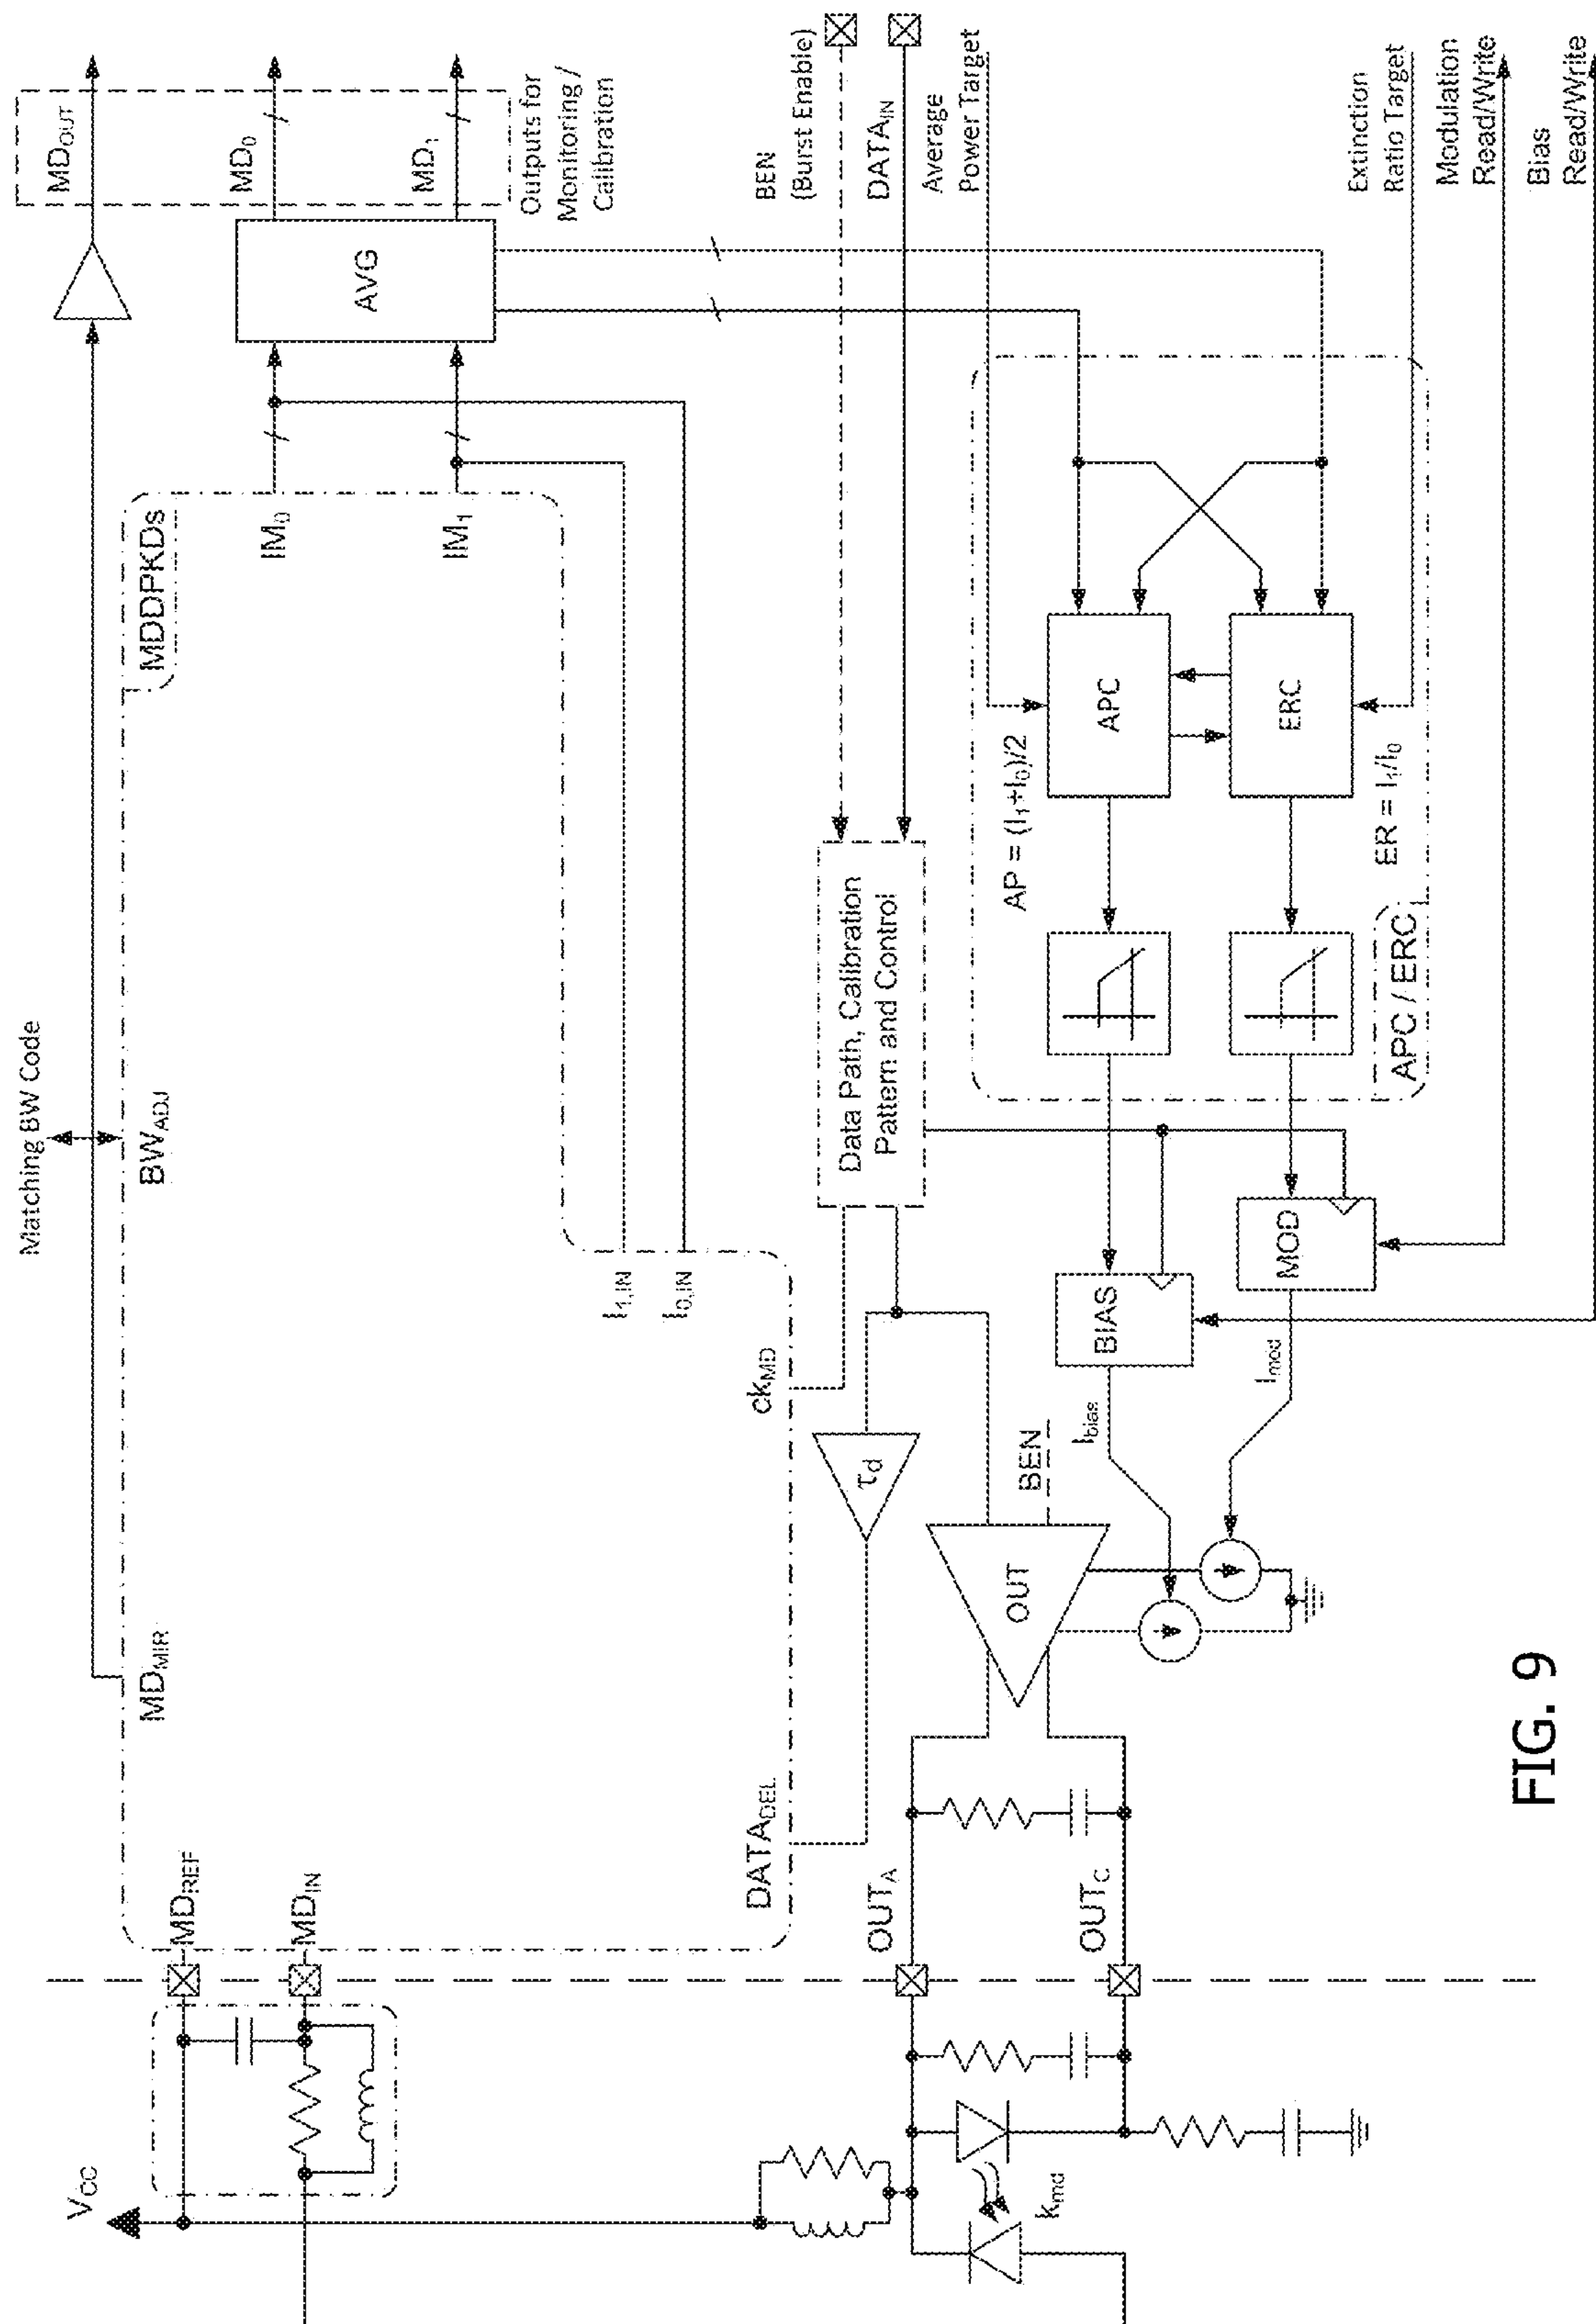 V_CC
MD_REF
MD_IN
MD_MIR
Matching BW Code
BW_ADJ
MDDPKDs
IM_0
IM_1
AVG
MD_OUT
MD_0
MD_1
Outputs for
Monitoring /
Calibration
I_1,IN
I_0,IN
ck_MD
DATA_DEL
τ_d
Data Path, Calibration
Pattern and Control
BEN
(Burst Enable)
DATA_IN
Average
Power Target
OUT_A
OUT_C
k_md
OUT
BEN
I_bias
I_mod
BIAS
MOD
AP = (I_1+I_0)/2
APC
ERC
ER = I_1/I_0
APC / ERC
Extinction
Ratio Target
Modulation
Read/Write
Bias
Read/Write
FIG. 9